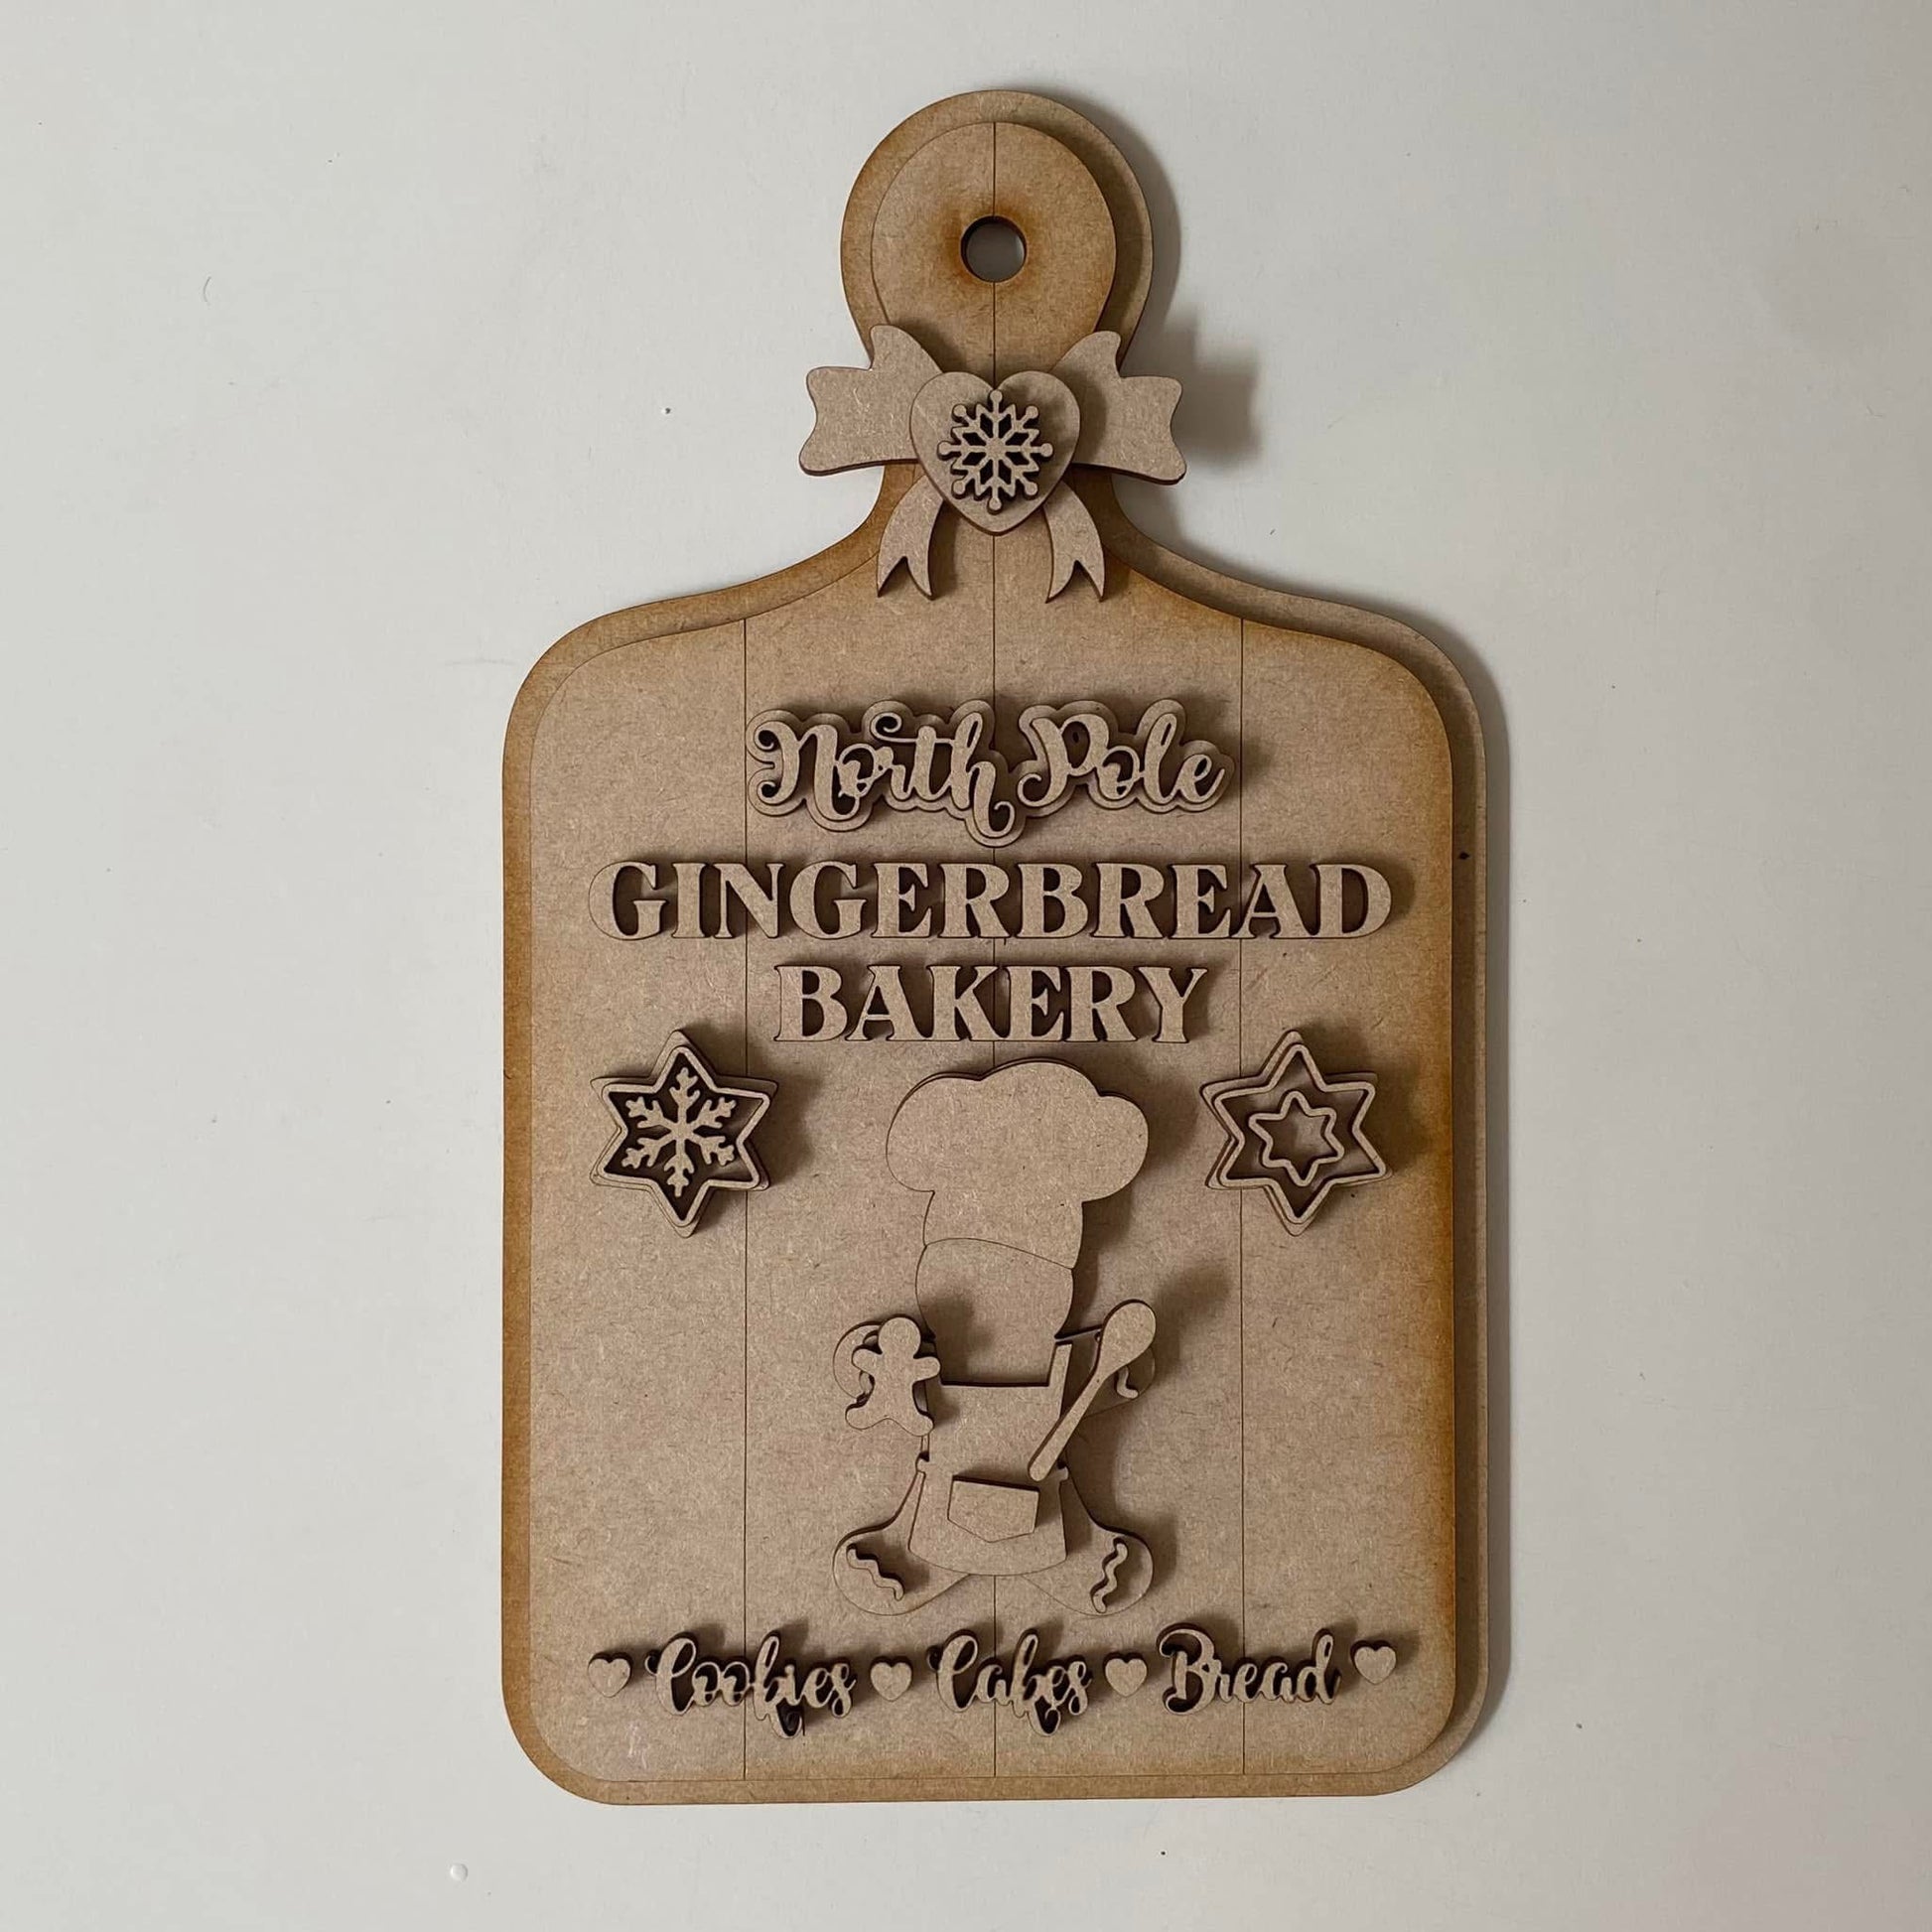 North Pole
GINGERBREAD
BAKERY
♥ Cookies ♥ Cakes ♥ Bread ♥